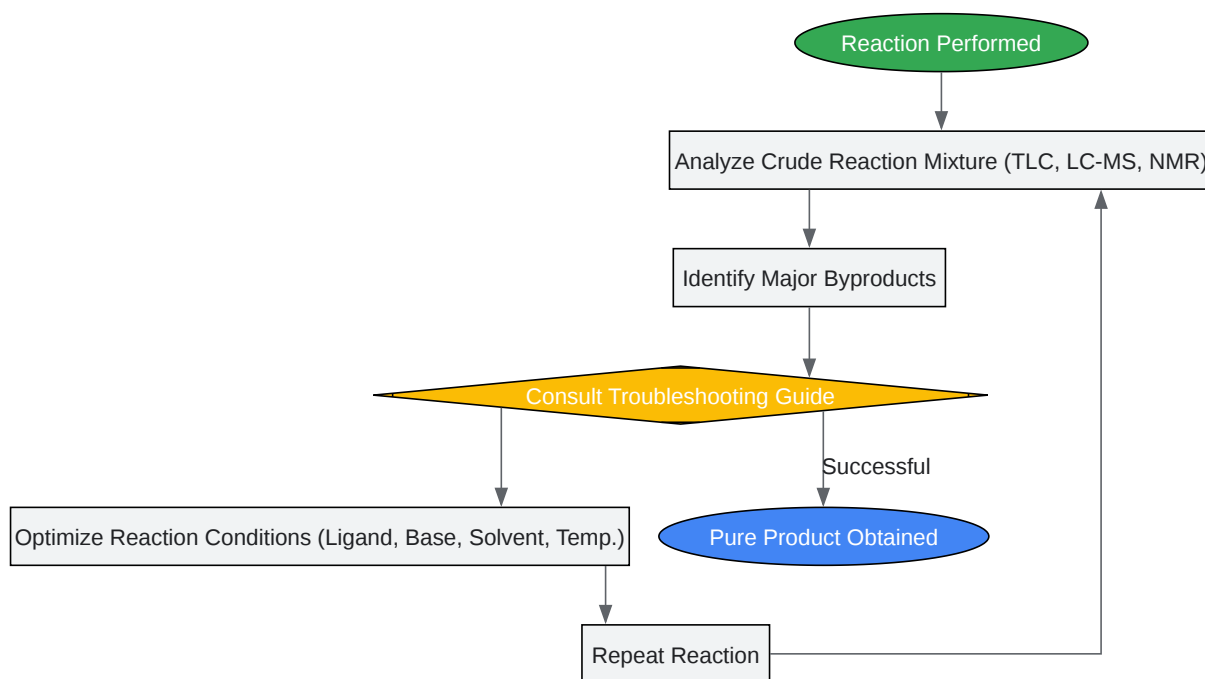 Reaction Performed
Analyze Crude Reaction Mixture (TLC, LC-MS, NMR)
Identify Major Byproducts
Consult Troubleshooting Guide
Successful
Optimize Reaction Conditions (Ligand, Base, Solvent, Temp.)
Pure Product Obtained
Repeat Reaction